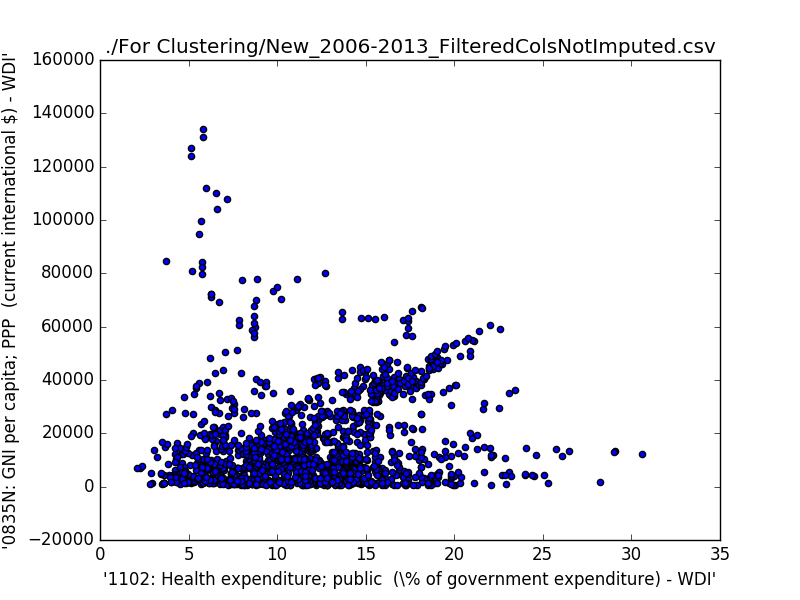 ./For Clustering/New_2006-2013_FilteredColsNotImputed.csv
'0835N: GNI per capita; PPP  (current international $) - WDI'
160000
140000
120000
100000
80000
60000
40000
20000
0
−20000
0 5 10 15 20 25 30 35
'1102: Health expenditure; public  (\% of government expenditure) - WDI'